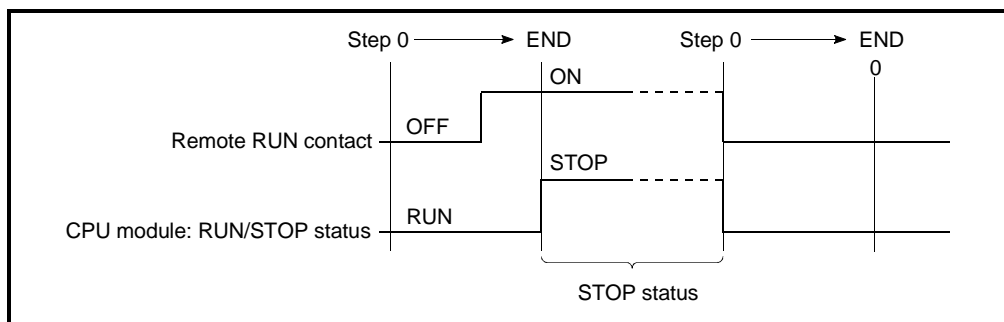 Step 0 END Step 0 END
0
ON
Remote RUN contact OFF
STOP
CPU module: RUN/STOP status RUN
STOP status